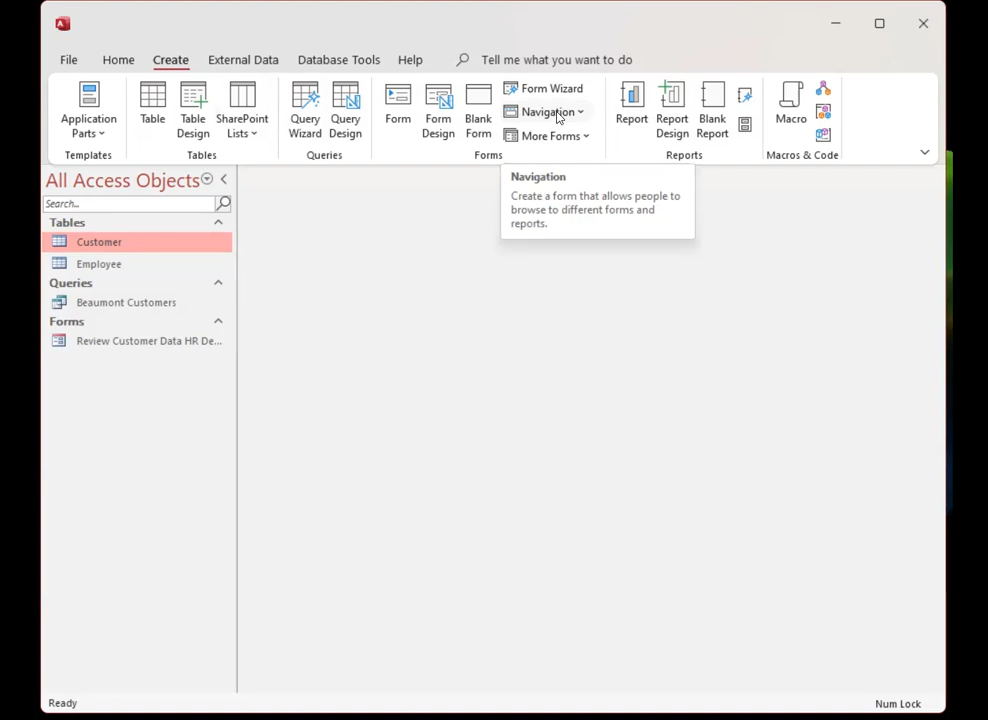 File Home Create External Data Database Tools Help Tell me what you want to do
Application Parts
Table
Table Design
SharePoint Lists
Query Wizard
Query Design
Form
Form Design
Blank Form
Form Wizard
Navigation
More Forms
Report
Report Design
Blank Report
Macro
Templates Tables Queries Forms Reports Macros & Code
Navigation
Create a form that allows people to
browse to different forms and
reports.
All Access Objects
Search...
Tables
Customer
Employee
Queries
Beaumont Customers
Forms
Review Customer Data HR De...
Ready Num Lock